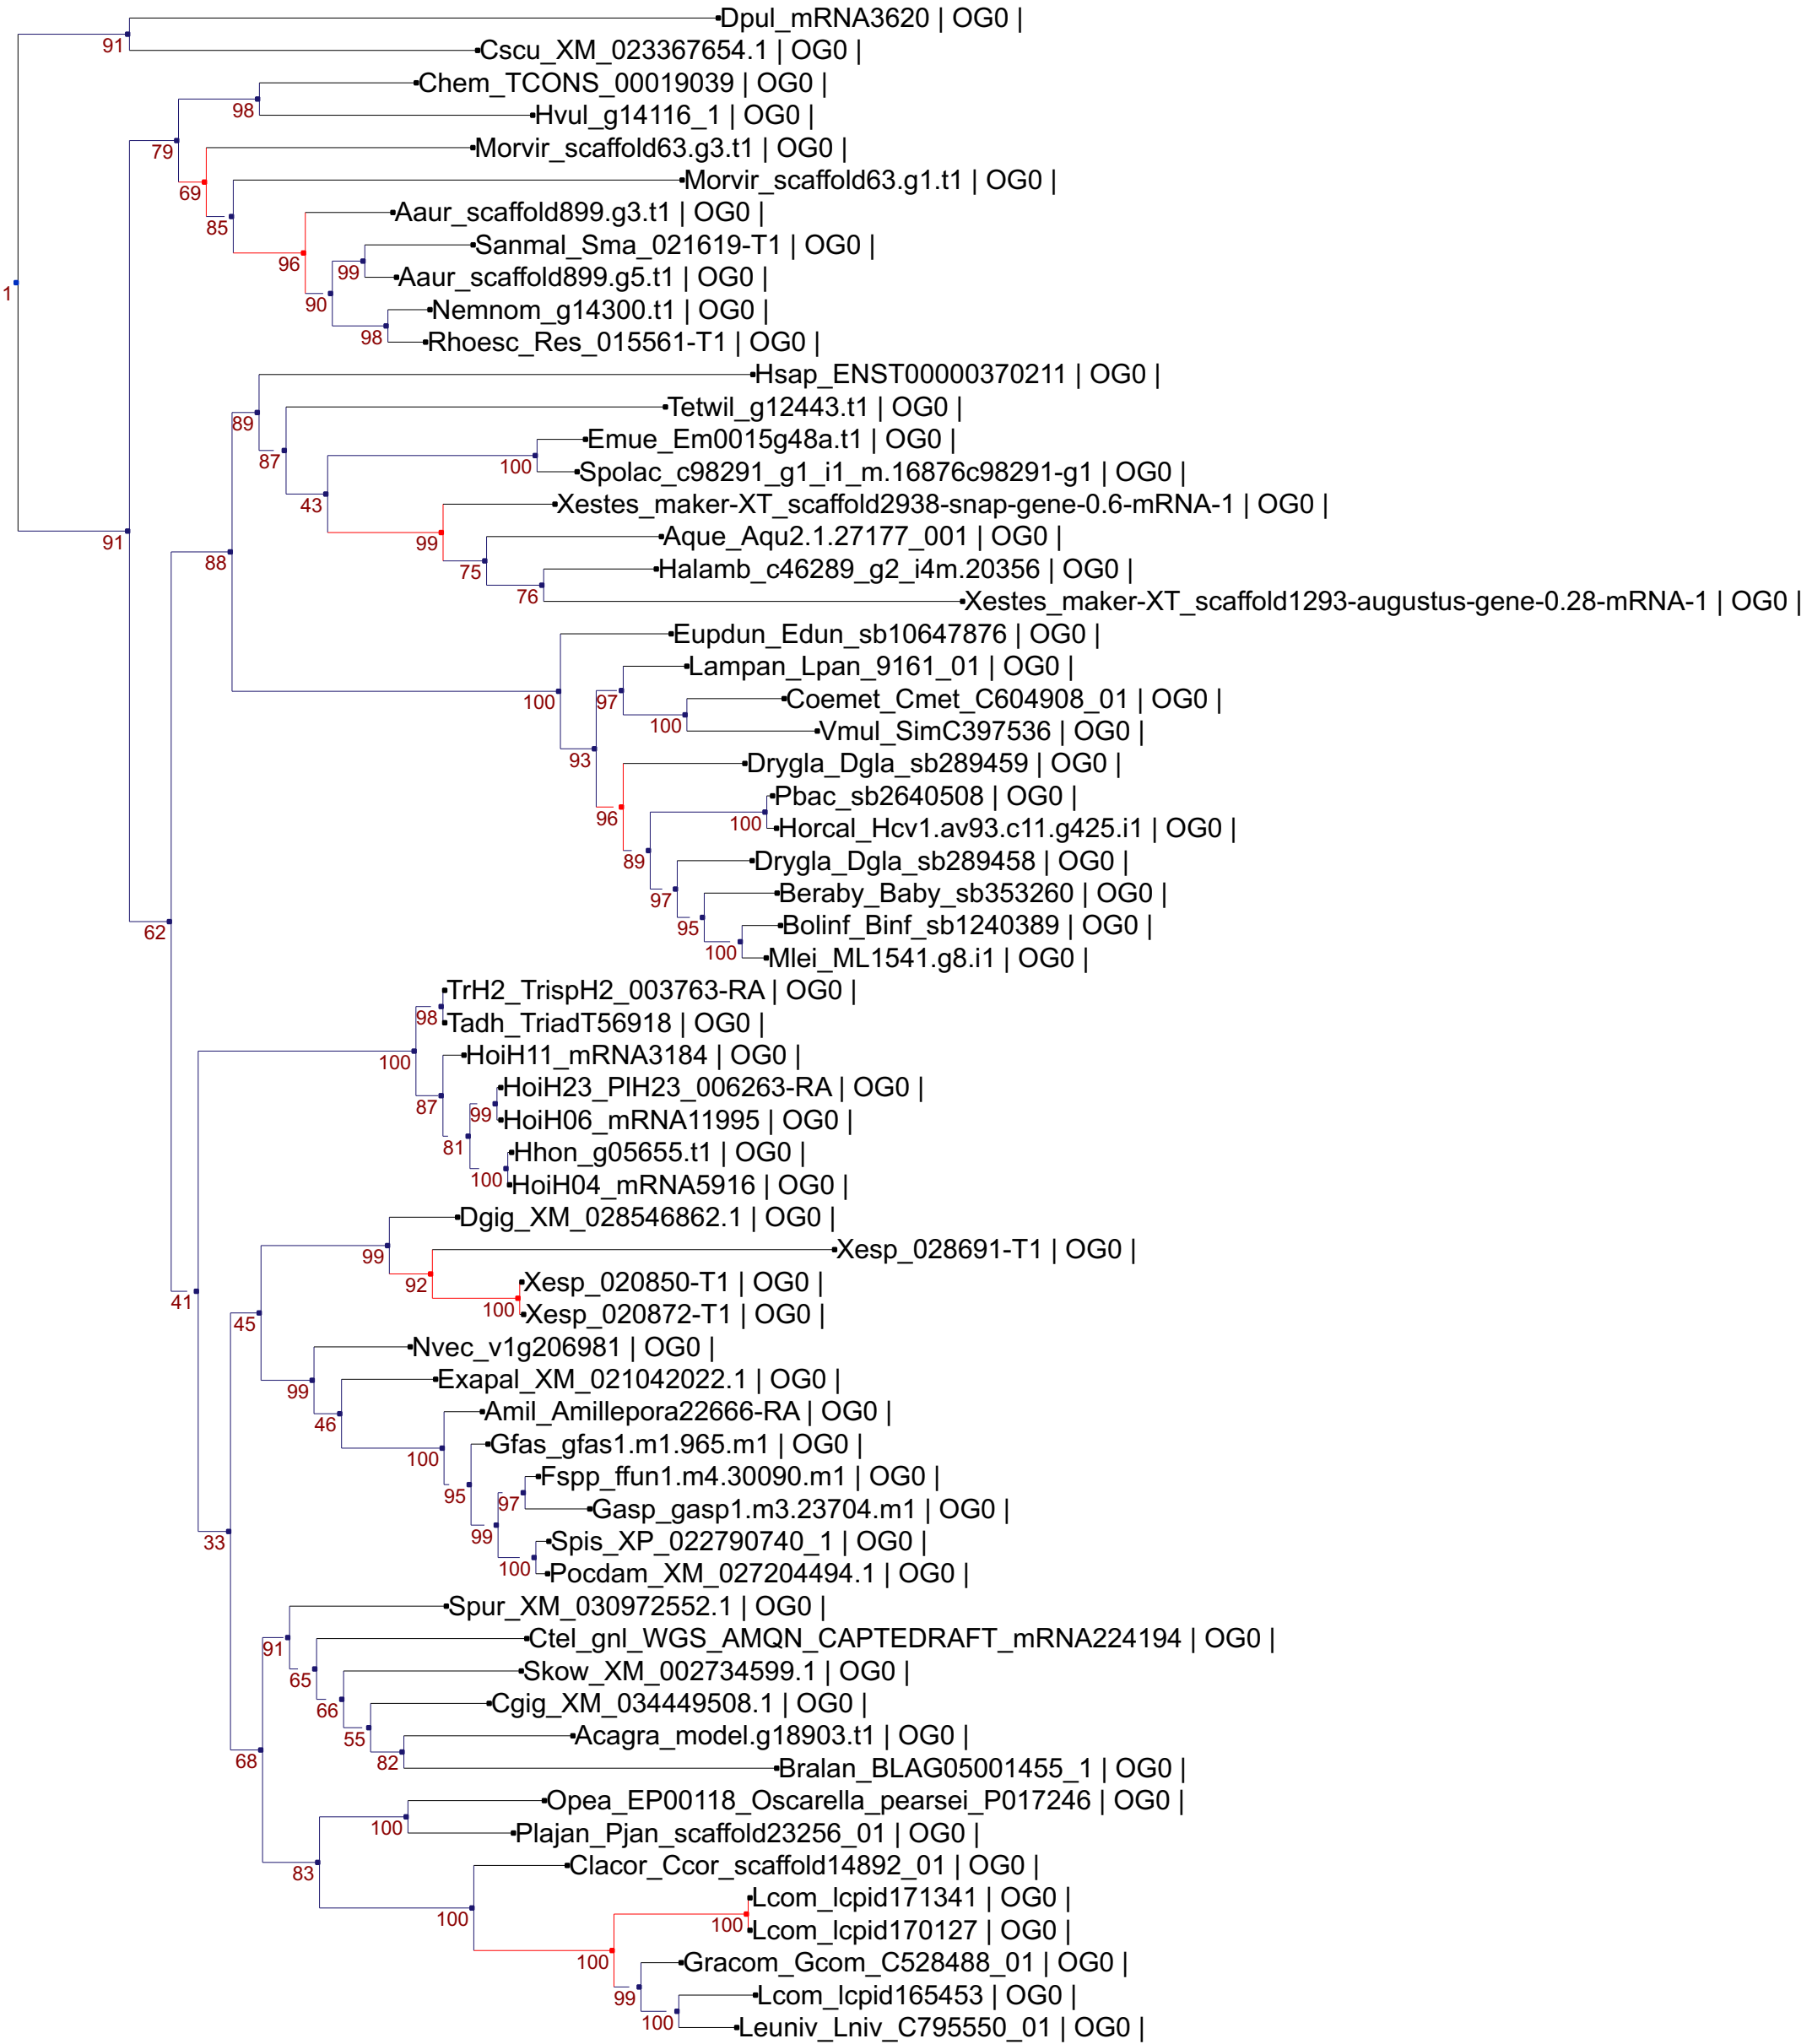 Dpul_mRNA3620 | OG0 |
91
Cscu_XM_023367654.1 | OG0 |
Chem_TCONS_00019039 | OG0 |
98
Hvul_g14116_1 | OG0 |
79
Morvir_scaffold63.g3.t1 | OG0 |
69
Morvir_scaffold63.g1.t1 | OG0 |
85
Aaur_scaffold899.g3.t1 | OG0 |
96
Sanmal_Sma_021619-T1 | OG0 |
99
Aaur_scaffold899.g5.t1 | OG0 |
1
90
Nemnom_g14300.t1 | OG0 |
98
Rhoesc_Res_015561-T1 | OG0 |
Hsap_ENST00000370211 | OG0 |
89
Tetwil_g12443.t1 | OG0 |
Emue_Em0015g48a.t1 | OG0 |
87
100
Spolac_c98291_g1_i1_m.16876c98291-g1 | OG0 |
43
Xestes_maker-XT_scaffold2938-snap-gene-0.6-mRNA-1 | OG0 |
91
99
Aque_Aqu2.1.27177_001 | OG0 |
88
75
Halamb_c46289_g2_i4m.20356 | OG0 |
76
Xestes_maker-XT_scaffold1293-augustus-gene-0.28-mRNA-1 | OG0 |
Eupdun_Edun_sb10647876 | OG0 |
Lampan_Lpan_9161_01 | OG0 |
100
97
Coemet_Cmet_C604908_01 | OG0 |
100
Vmul_SimC397536 | OG0 |
93
Drygla_Dgla_sb289459 | OG0 |
Pbac_sb2640508 | OG0 |
96
100
Horcal_Hcv1.av93.c11.g425.i1 | OG0 |
89
Drygla_Dgla_sb289458 | OG0 |
97
Beraby_Baby_sb353260 | OG0 |
62
95
Bolinf_Binf_sb1240389 | OG0 |
100
Mlei_ML1541.g8.i1 | OG0 |
TrH2_TrispH2_003763-RA | OG0 |
98
Tadh_TriadT56918 | OG0 |
100
HoiH11_mRNA3184 | OG0 |
HoiH23_PlH23_006263-RA | OG0 |
87
99
HoiH06_mRNA11995 | OG0 |
81
Hhon_g05655.t1 | OG0 |
100
HoiH04_mRNA5916 | OG0 |
Dgig_XM_028546862.1 | OG0 |
99
Xesp_028691-T1 | OG0 |
92
Xesp_020850-T1 | OG0 |
41
100
Xesp_020872-T1 | OG0 |
45
Nvec_v1g206981 | OG0 |
99
Exapal_XM_021042022.1 | OG0 |
46
Amil_Amillepora22666-RA | OG0 |
100
Gfas_gfas1.m1.965.m1 | OG0 |
95
Fspp_ffun1.m4.30090.m1 | OG0 |
97
Gasp_gasp1.m3.23704.m1 | OG0 |
33
99
Spis_XP_022790740_1 | OG0 |
100
Pocdam_XM_027204494.1 | OG0 |
Spur_XM_030972552.1 | OG0 |
91
Ctel_gnl_WGS_AMQN_CAPTEDRAFT_mRNA224194 | OG0 |
65
Skow_XM_002734599.1 | OG0 |
66
Cgig_XM_034449508.1 | OG0 |
55
Acagra_model.g18903.t1 | OG0 |
68
82
Bralan_BLAG05001455_1 | OG0 |
Opea_EP00118_Oscarella_pearsei_P017246 | OG0 |
100
Plajan_Pjan_scaffold23256_01 | OG0 |
83
Clacor_Ccor_scaffold14892_01 | OG0 |
Lcom_lcpid171341 | OG0 |
100
100
Lcom_lcpid170127 | OG0 |
100
Gracom_Gcom_C528488_01 | OG0 |
99
Lcom_lcpid165453 | OG0 |
100
Leuniv_Lniv_C795550_01 | OG0 |